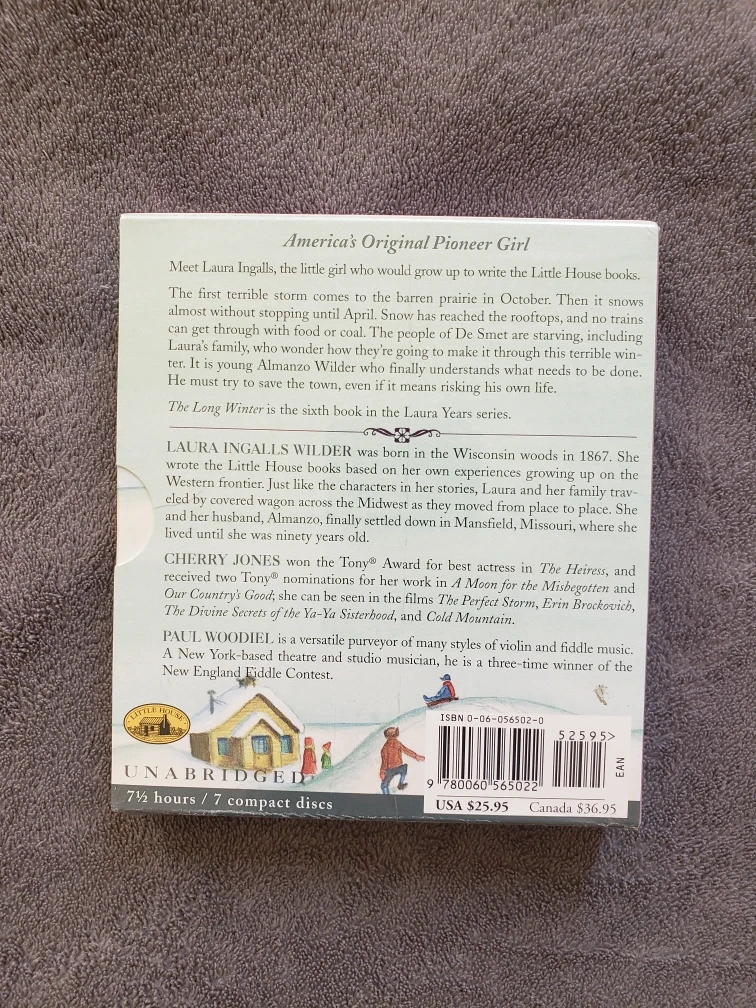 America's Original Pioneer Girl
Meet Laura Ingalls, the little girl who would grow up to write the Little House books.
The first terrible storm comes to the barren prairie in October. Then it snows
almost without stopping until April. Snow has reached the rooftops, and no trains
can get through with food or coal. The people of De Smet are starving, including
Laura's family, who wonder how they're going to make it through this terrible win-
ter. It is young Almanzo Wilder who finally understands what needs to be done.
He must try to save the town, even if it means risking his own life.
The Long Winter is the sixth book in the Laura Years series.
LAURA INGALLS WILDER was born in the Wisconsin woods in 1867. She
wrote the Little House books based on her own experiences growing up on the
Western frontier. Just like the characters in her stories, Laura and her family trav-
eled by covered wagon across the Midwest as they moved from place to place. She
and her husband, Almanzo, finally settled down in Mansfield, Missouri, where she
lived until she was ninety years old.
CHERRY JONES won the Tony® Award for best actress in The Heiress, and
received two Tony® nominations for her work in A Moon for the Misbegotten and
Our Country's Good; she can be seen in the films The Perfect Storm, Erin Brockovich,
The Divine Secrets of the Ya-Ya Sisterhood, and Cold Mountain.
PAUL WOODIEL is a versatile purveyor of many styles of violin and fiddle music.
A New York-based theatre and studio musician, he is a three-time winner of the
New England Fiddle Contest.
LITTLE HOUSE
UNABRIDGED
7½ hours / 7 compact discs
ISBN 0-06-056502-0
52595>
EAN
9 780060 565022
USA $25.95 Canada $36.95